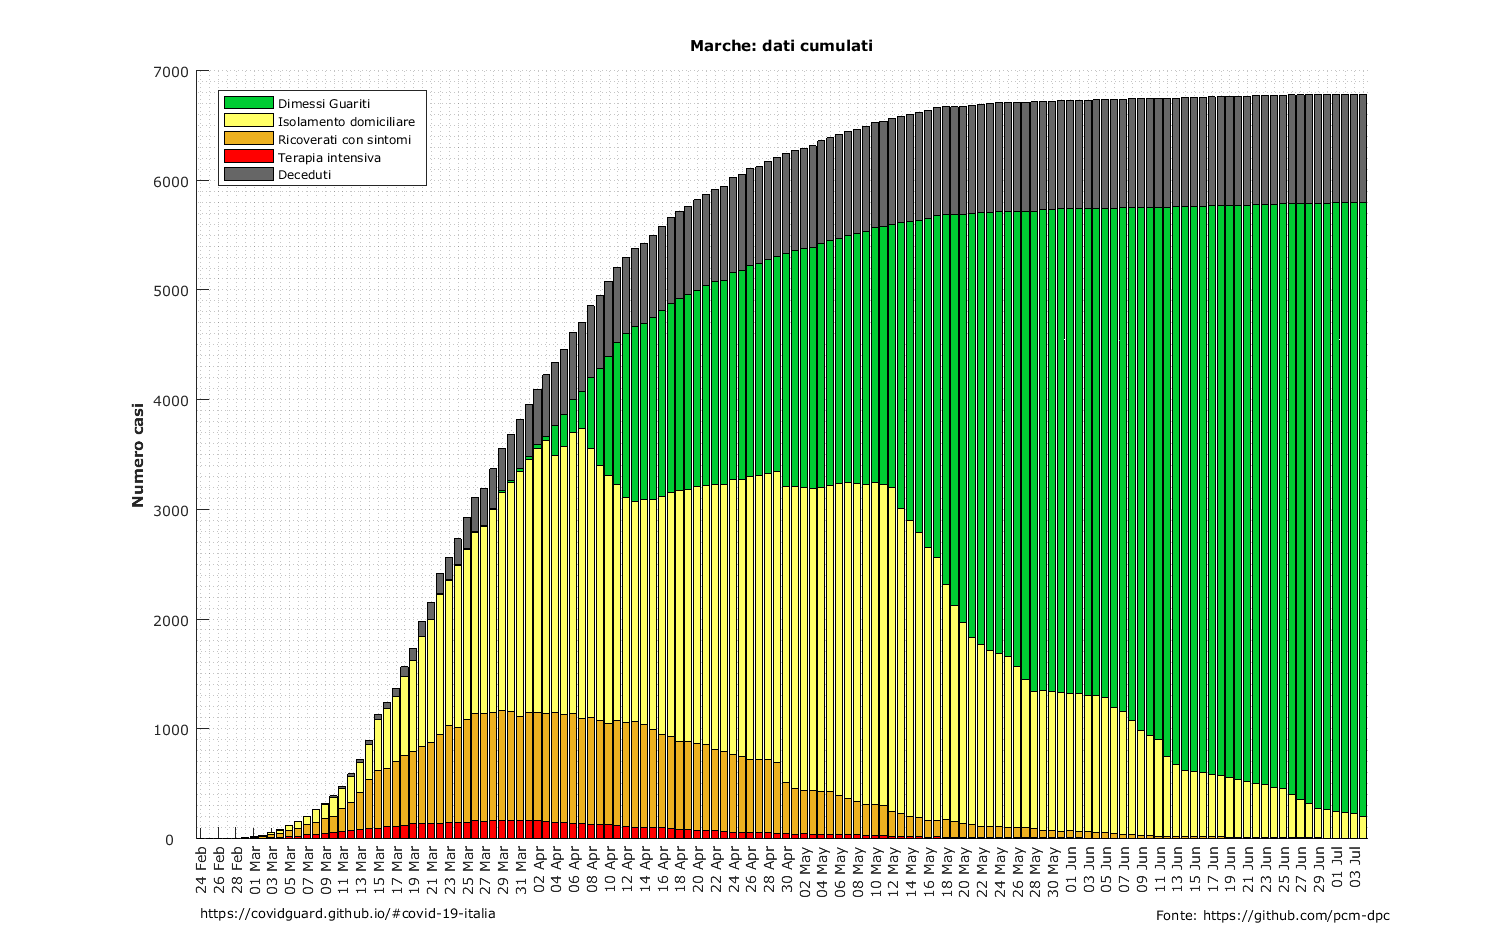 Marche: dati cumulati
7000
6000
5000
4000
3000
2000
1000
0
Numero casi
Dimessi Guariti
Isolamento domiciliare
Ricoverati con sintomi
Terapia intensiva
Deceduti
24 Feb
26 Feb
28 Feb
01 Mar
03 Mar
05 Mar
07 Mar
09 Mar
11 Mar
13 Mar
15 Mar
17 Mar
19 Mar
21 Mar
23 Mar
25 Mar
27 Mar
29 Mar
31 Mar
02 Apr
04 Apr
06 Apr
08 Apr
10 Apr
12 Apr
14 Apr
16 Apr
18 Apr
20 Apr
22 Apr
24 Apr
26 Apr
28 Apr
30 Apr
02 May
04 May
06 May
08 May
10 May
12 May
14 May
16 May
18 May
20 May
22 May
24 May
26 May
28 May
30 May
01 Jun
03 Jun
05 Jun
07 Jun
09 Jun
11 Jun
13 Jun
15 Jun
17 Jun
19 Jun
21 Jun
23 Jun
25 Jun
27 Jun
29 Jun
01 Jul
03 Jul
https://covidguard.github.io/#covid-19-italia
Fonte: https://github.com/pcm-dpc